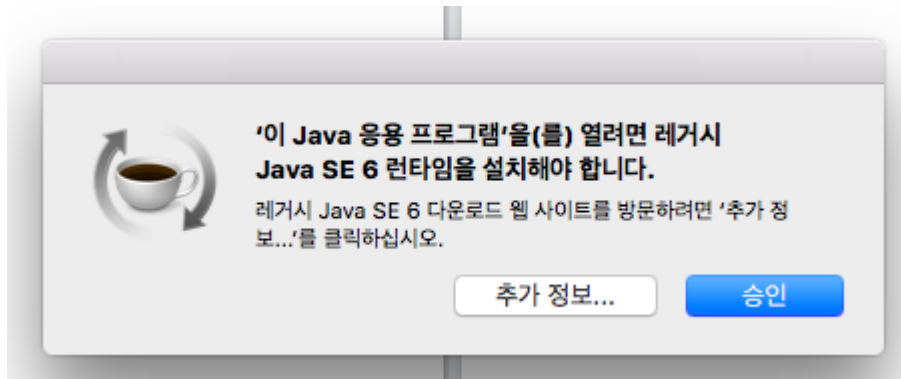 ‘이 Java 응용 프로그램’을(를) 열려면 레거시
Java SE 6 런타임을 설치해야 합니다.
레거시 Java SE 6 다운로드 웹 사이트를 방문하려면 ‘추가 정
보...’를 클릭하십시오.
추가 정보...
승인